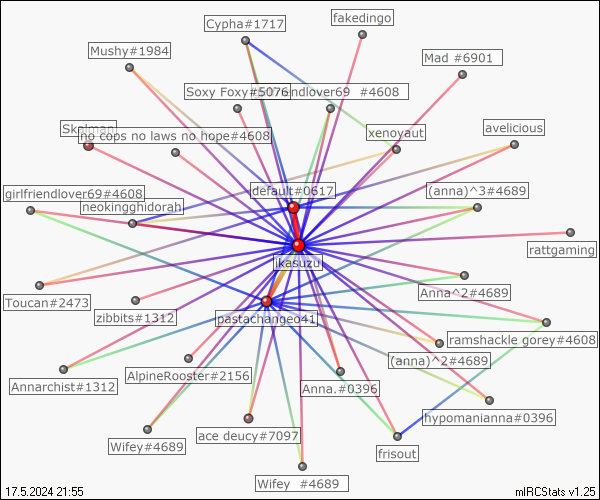 fakedingo
Cypha#1717
Mushy#1984
Mad #6901
Soxy Foxy#5076
friendlover69 #4608
Skelman
no cops no laws no hope#4608
xenoyaut
avelicious
default#0617
(anna)^3#4689
girlfriendlover69#4608
neokingghidorah
rattgaming
ikasuzu
Anna^2#4689
Toucan#2473
zibbits#1312
pastachangeo41
ramshackle gorey#4608
(anna)^2#4689
AlpineRooster#2156
Annarchist#1312
Anna.#0396
hypomanianna#0396
ace deucy#7097
Wifey#4689
frisout
Wifey #4689
17.5.2024 21:55
mIRCStats v1.25